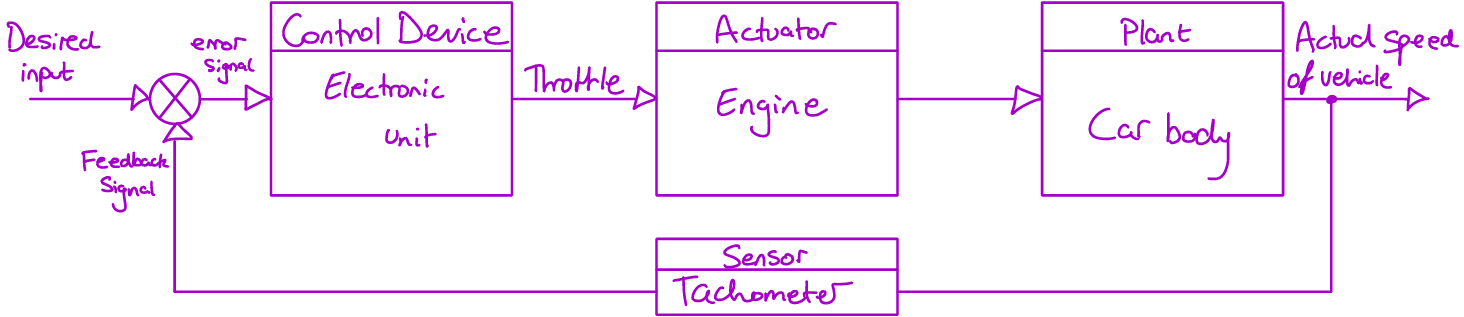 Desired
input
error
signal
Control Device
Electronic
unit
Throttle
Actuator
Engine
Plant
Car body
Actual speed
of vehicle
Feedback
Signal
Sensor
Tachometer